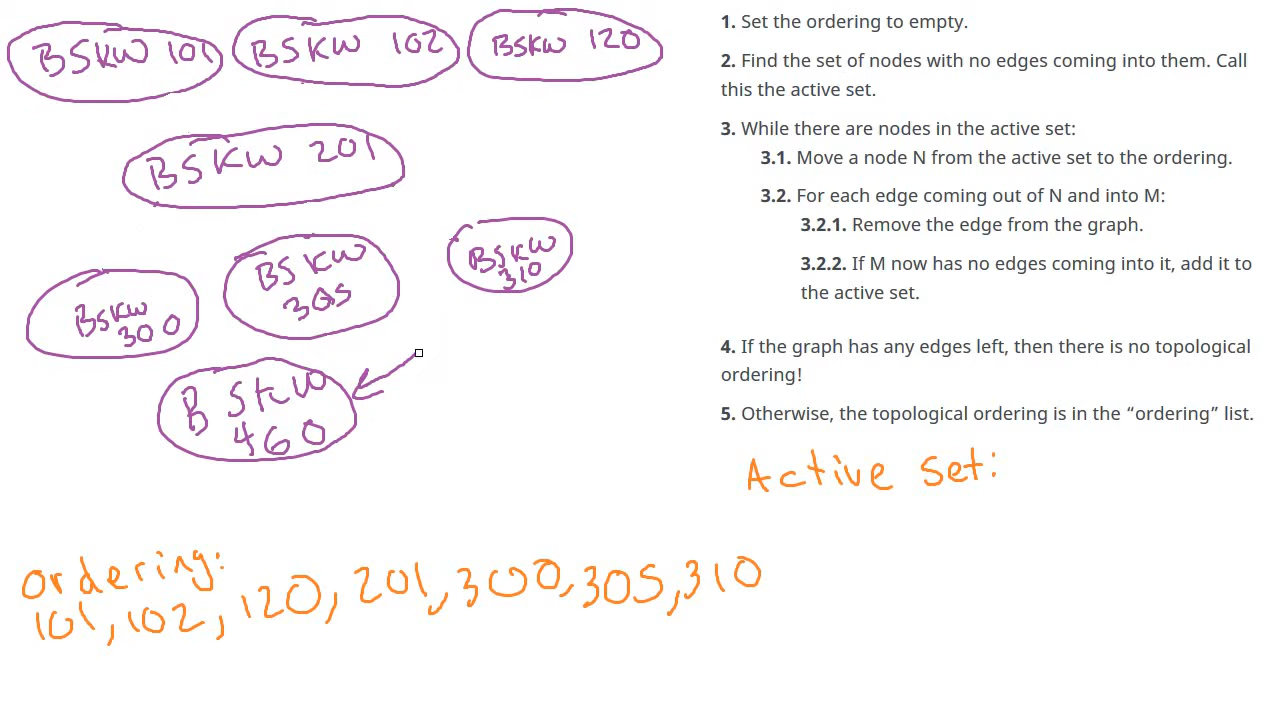 BSKW 101
BSKW 102
BSKW 120
BSKW 201
BSKW
300
BSKW
305
BSKW
310
BSKW
460
1. Set the ordering to empty.
2. Find the set of nodes with no edges coming into them. Call
this the active set.
3. While there are nodes in the active set:
3.1. Move a node N from the active set to the ordering.
3.2. For each edge coming out of N and into M:
3.2.1. Remove the edge from the graph.
3.2.2. If M now has no edges coming into it, add it to
the active set.
4. If the graph has any edges left, then there is no topological
ordering!
5. Otherwise, the topological ordering is in the “ordering” list.
Active set:
ordering:
101, 102, 120, 201, 300, 305, 310